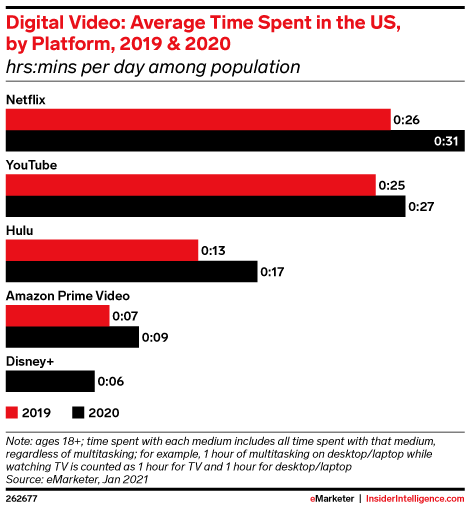 Digital Video: Average Time Spent in the US,
by Platform, 2019 & 2020
hrs:mins per day among population
Netflix
0:26
0:31
YouTube
0:25
0:27
Hulu
0:13
0:17
Amazon Prime Video
0:07
0:09
Disney+
0:06
2019 2020
Note: ages 18+; time spent with each medium includes all time spent with that medium,
regardless of multitasking; for example, 1 hour of multitasking on desktop/laptop while
watching TV is counted as 1 hour for TV and 1 hour for desktop/laptop
Source: eMarketer, Jan 2021
262677 eMarketer | InsiderIntelligence.com